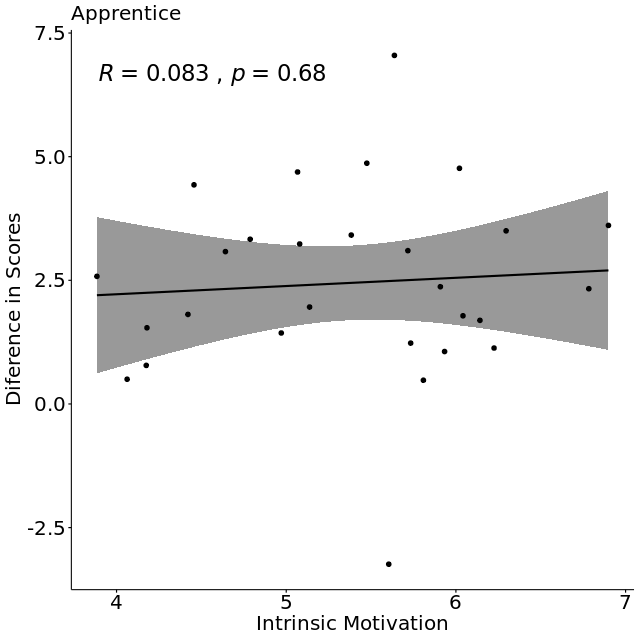 Apprentice
7.5
R = 0.083 , p = 0.68
5.0
2.5
0.0
-2.5
Diference in Scores
4 5 6 7
Intrinsic Motivation